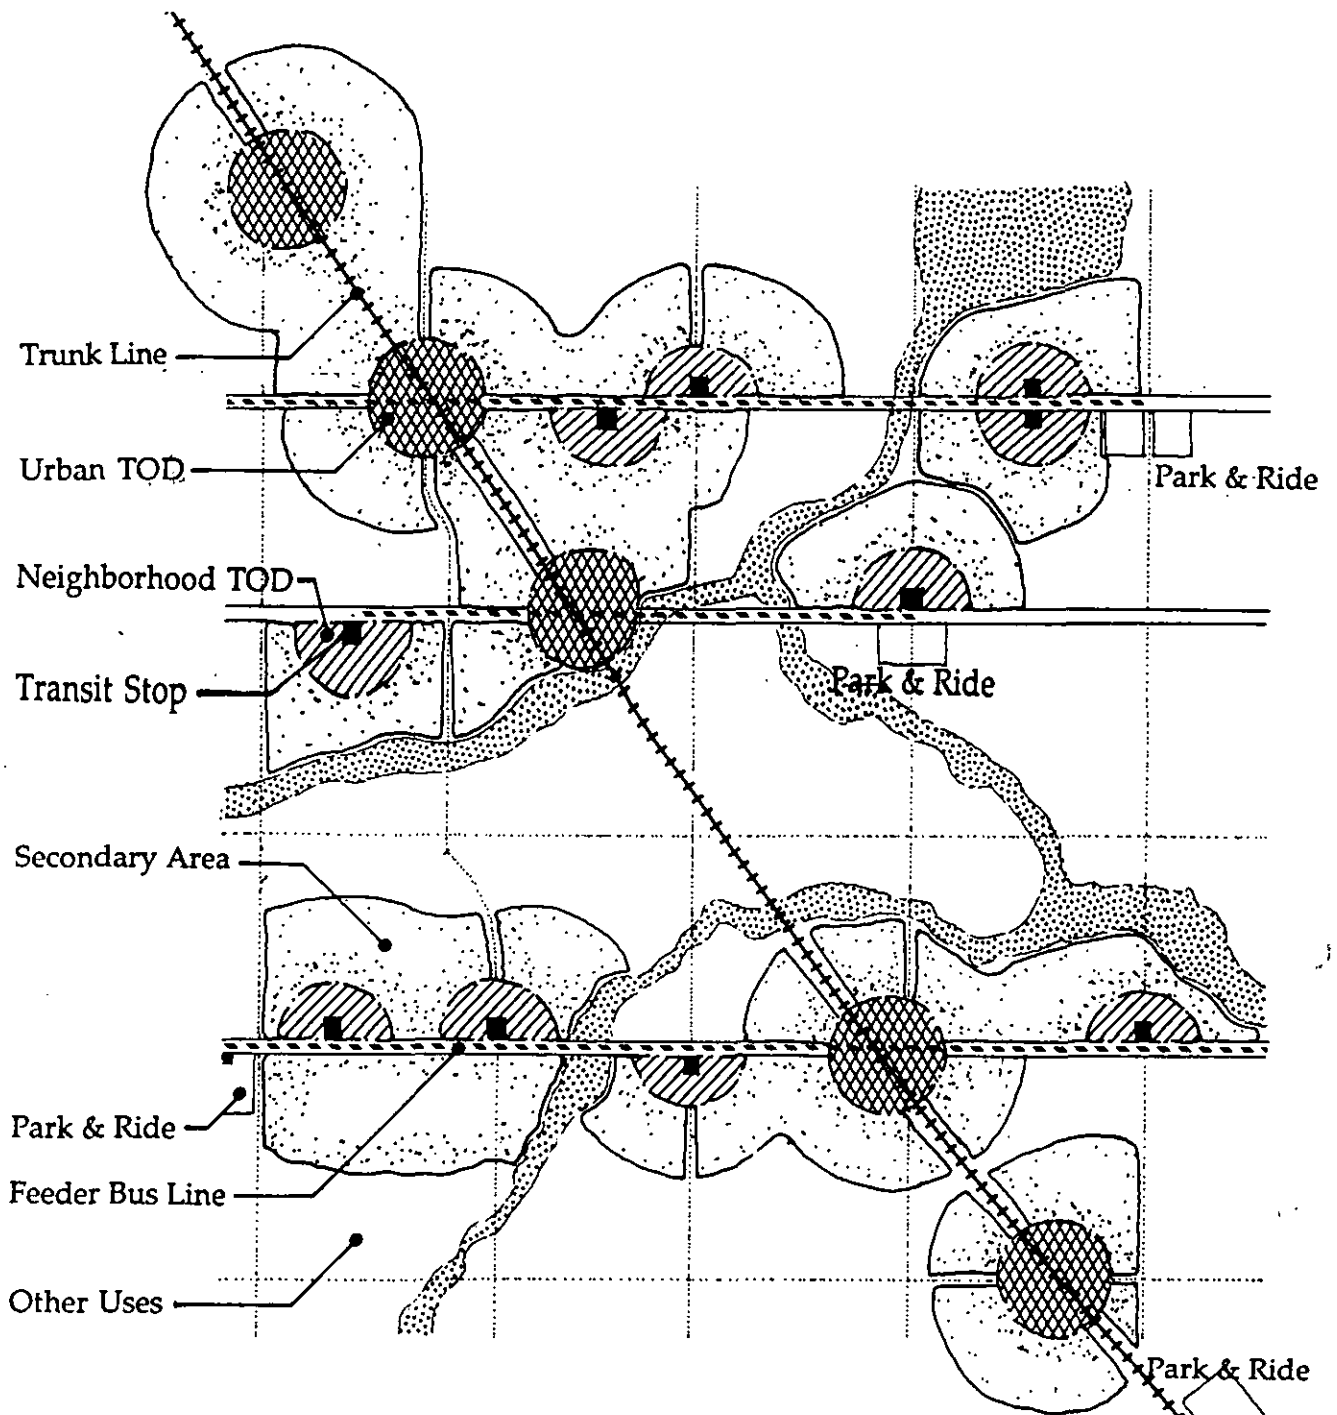 Trunk Line
Urban TOD
Park & Ride
Neighborhood TOD
Transit Stop
Park & Ride
Secondary Area
Park & Ride
Feeder Bus Line
Other Uses
Park & Ride